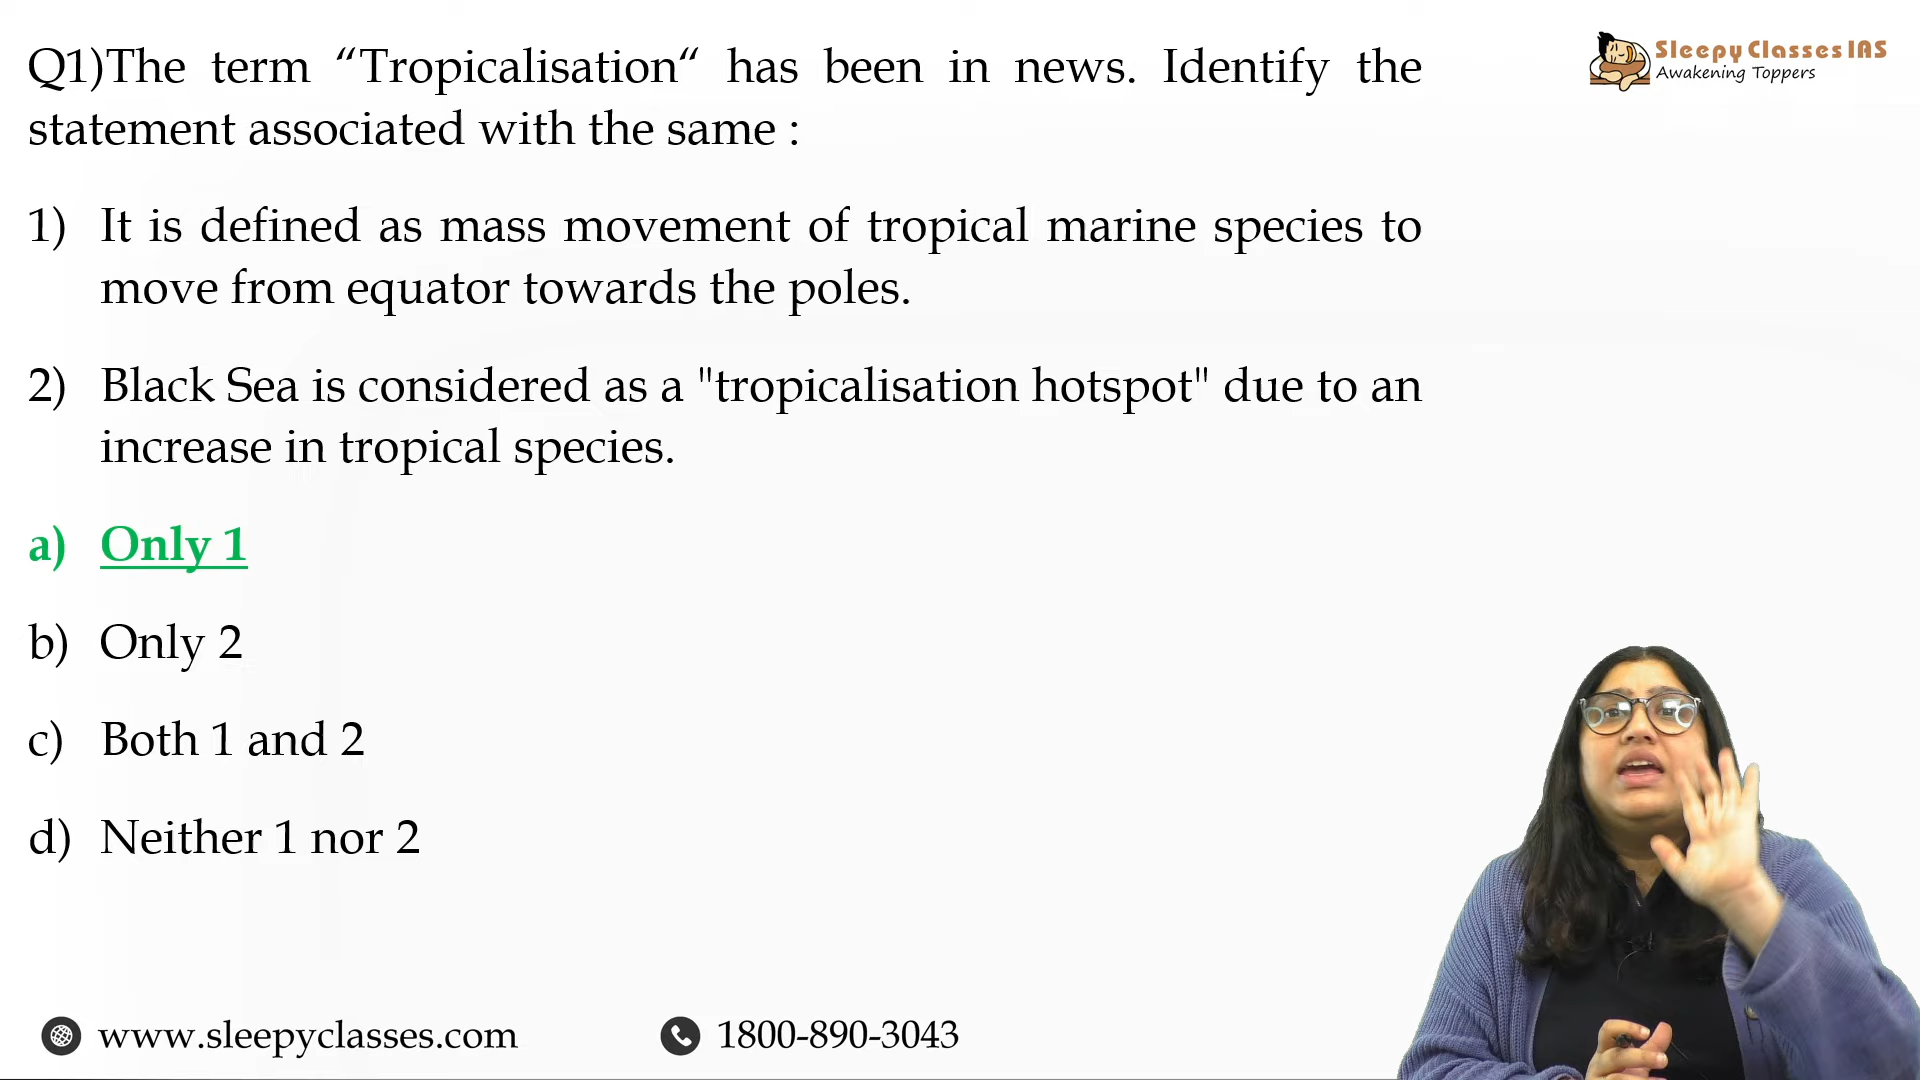 Q1)The term “Tropicalisation“ has been in news. Identify the
statement associated with the same :
Sleepy Classes IAS
Awakening Toppers
1) It is defined as mass movement of tropical marine species to
move from equator towards the poles.
2) Black Sea is considered as a "tropicalisation hotspot" due to an
increase in tropical species.
a) Only 1
b) Only 2
c) Both 1 and 2
d) Neither 1 nor 2
www.sleepyclasses.com
1800-890-3043